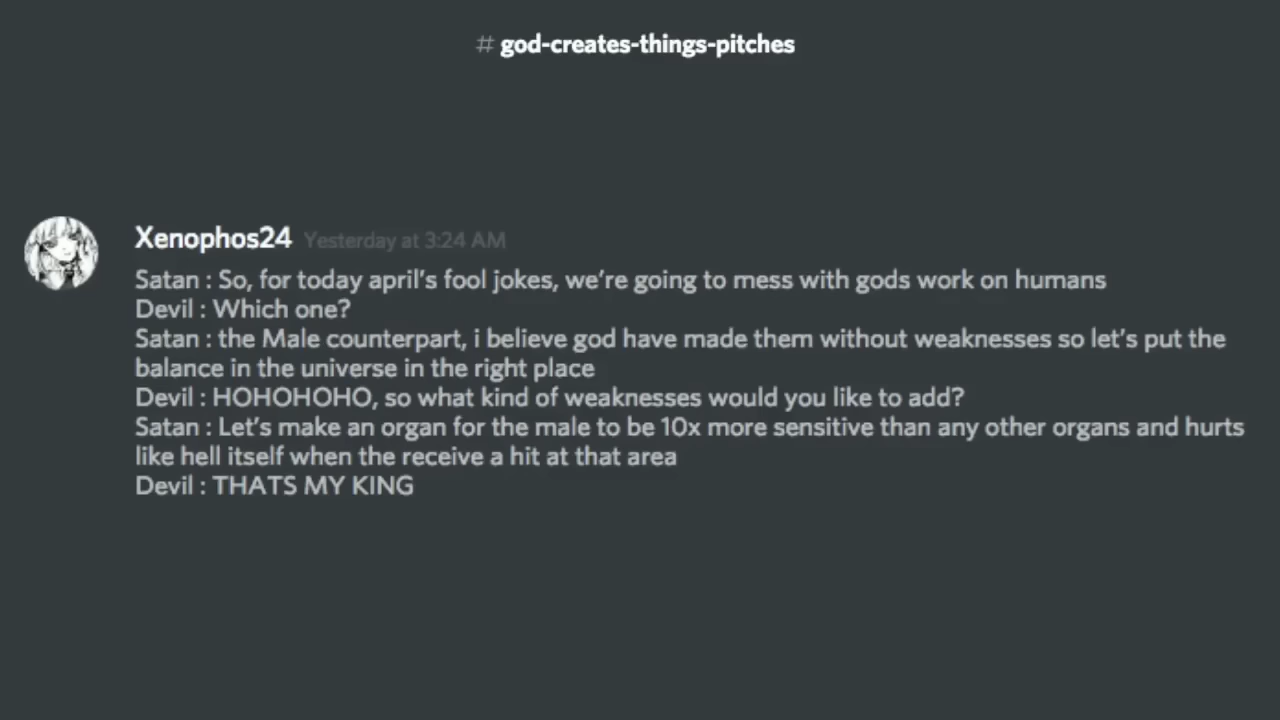 # god-creates-things-pitches
Xenophos24 Yesterday at 3:24 AM
Satan : So, for today april's fool jokes, we're going to mess with gods work on humans
Devil : Which one?
Satan : the Male counterpart, i believe god have made them without weaknesses so let's put the
balance in the universe in the right place
Devil : HOHOHOHO, so what kind of weaknesses would you like to add?
Satan : Let's make an organ for the male to be 10x more sensitive than any other organs and hurts
like hell itself when the receive a hit at that area
Devil : THATS MY KING